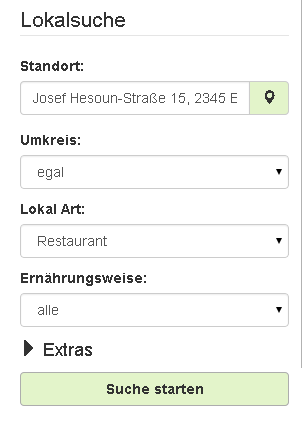 Lokalsuche
Standort:
Josef Hesoun-Straße 15, 2345 E
Umkreis:
egal
Lokal Art:
Restaurant
Ernährungsweise:
alle
Extras
Suche starten